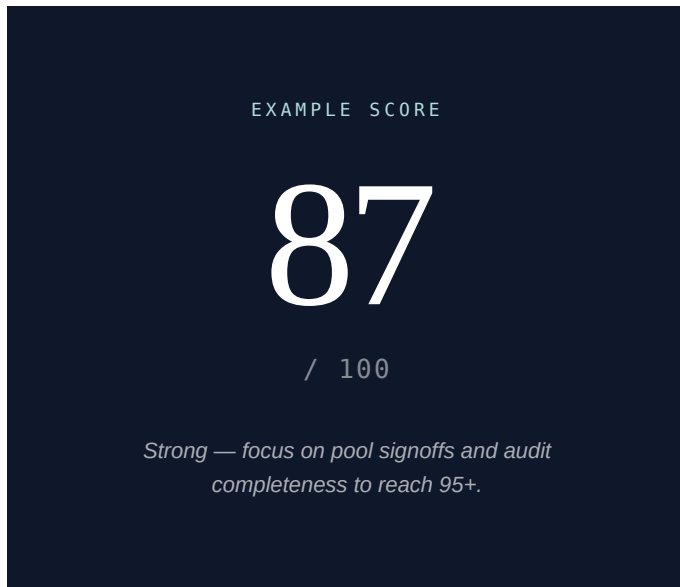 EXAMPLE SCORE
87
/ 100
Strong — focus on pool signoffs and audit
completeness to reach 95+.